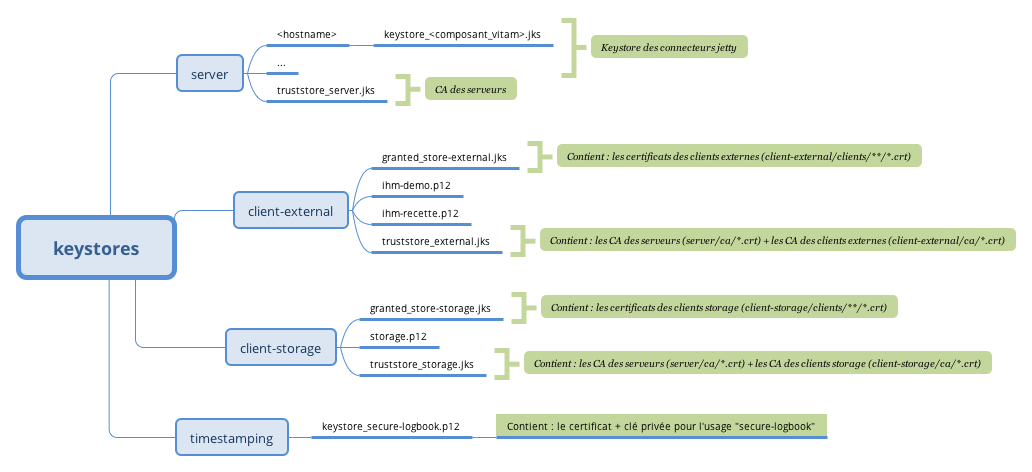 keystores
server
<hostname>
keystore_<composant_vitam>.jks
Keystore des connecteurs jetty
...
truststore_server.jks
CA des serveurs
client-external
granted_store-external.jks
Contient : les certificats des clients externes (client-external/clients/**/*.crt)
ihm-demo.p12
ihm-recette.p12
truststore_external.jks
Contient : les CA des serveurs (server/ca/*.crt) + les CA des clients externes (client-external/ca/*.crt)
client-storage
granted_store-storage.jks
Contient : les certificats des clients storage (client-storage/clients/**/*.crt)
storage.p12
truststore_storage.jks
Contient : les CA des serveurs (server/ca/*.crt) + les CA des clients storage (client-storage/ca/*.crt)
timestamping
keystore_secure-logbook.p12
Contient : le certificat + clé privée pour l'usage "secure-logbook"